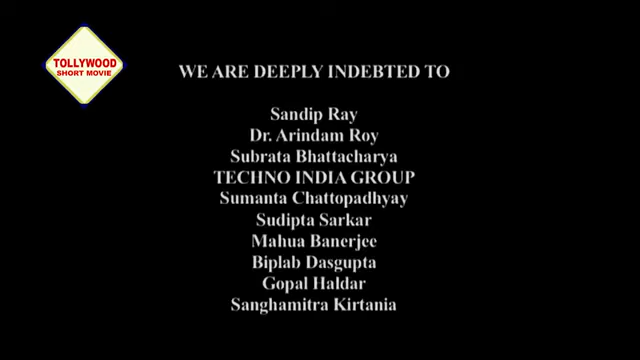 TOLLYWOOD
SHORT MOVIE
WE ARE DEEPLY INDEBTED TO
Sandip Ray
Dr. Arindam Roy
Subrata Bhattacharya
TECHNO INDIA GROUP
Sumanta Chattopadhyay
Sudipta Sarkar
Mahua Banerjee
Biplab Dasgupta
Gopal Haldar
Sanghamitra Kirtania